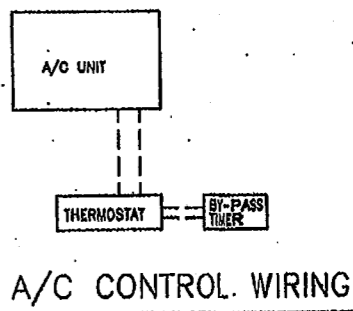 A/C UNIT
THERMOSTAT
BY-PASS
TIMER
A/C CONTROL. WIRING